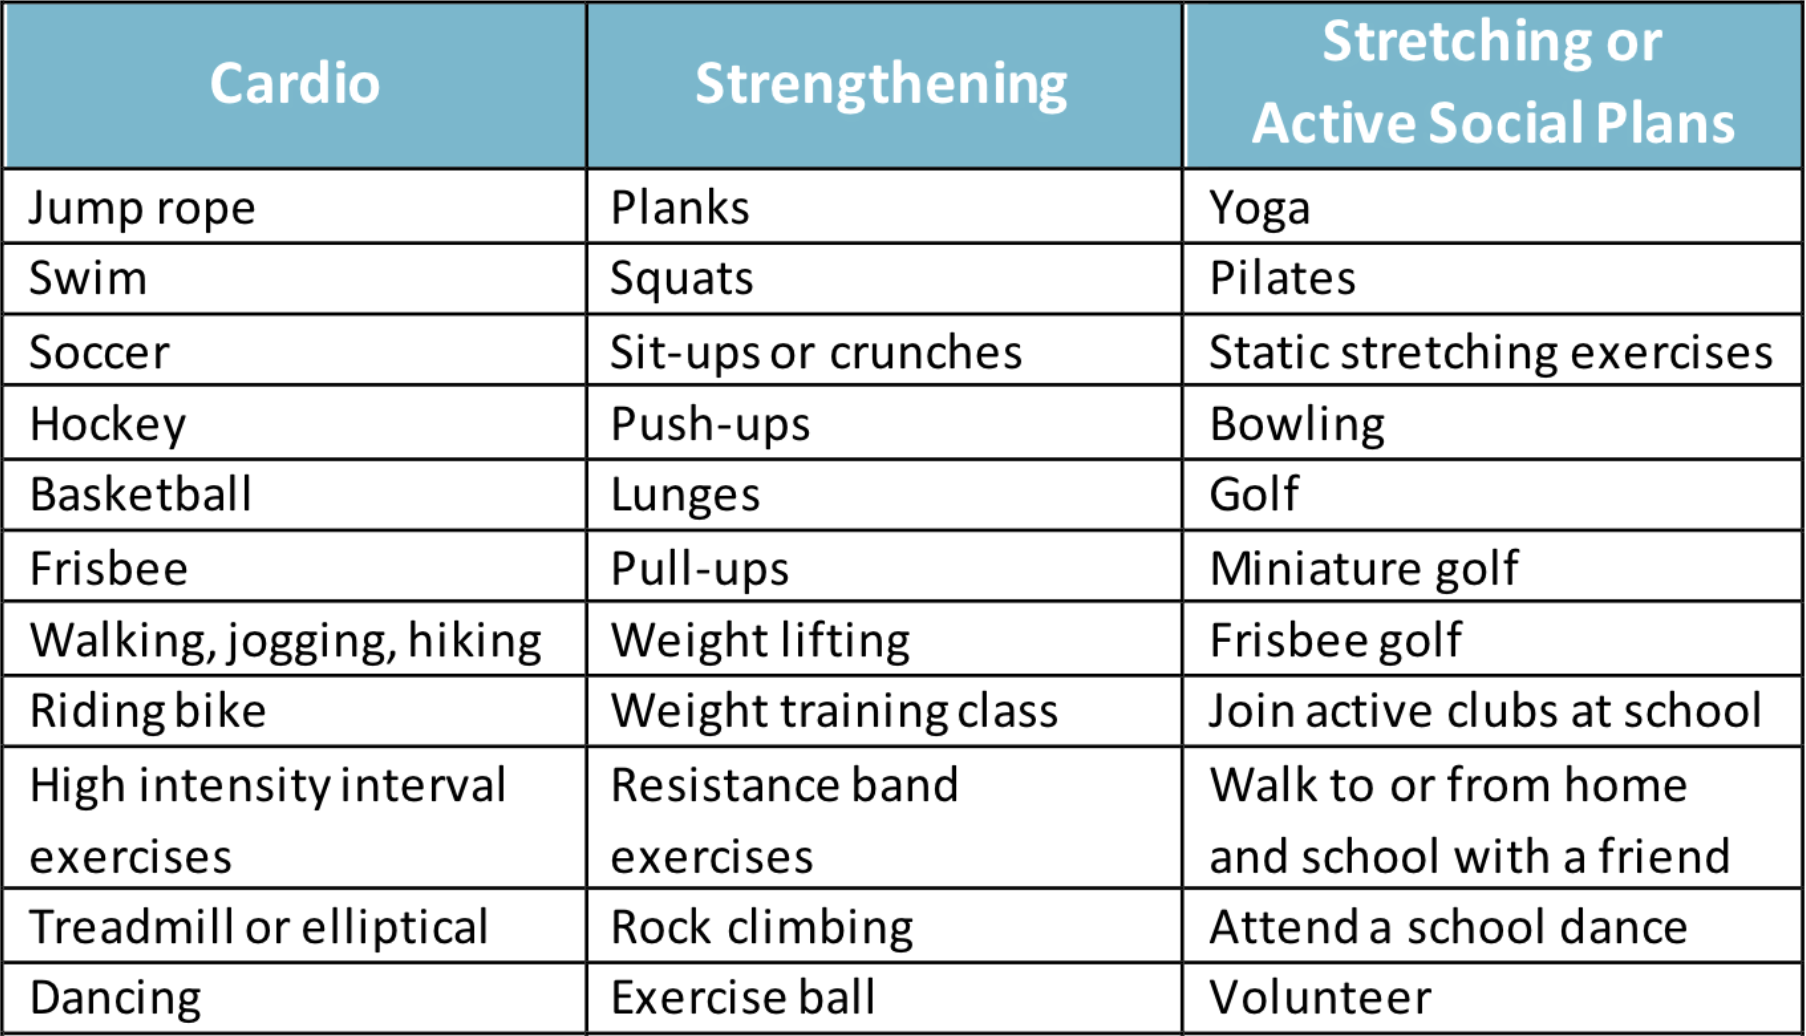 Cardio
Strengthening
Stretching or
Active Social Plans
Jump rope
Planks
Yoga
Swim
Squats
Pilates
Soccer
Sit-ups or crunches
Static stretching exercises
Hockey
Push-ups
Bowling
Basketball
Lunges
Golf
Frisbee
Pull-ups
Miniature golf
Walking, jogging, hiking
Weight lifting
Frisbee golf
Riding bike
Weight training class
Join active clubs at school
High intensity interval
exercises
Resistance band
exercises
Walk to or from home
and school with a friend
Treadmill or elliptical
Rock climbing
Attend a school dance
Dancing
Exercise ball
Volunteer